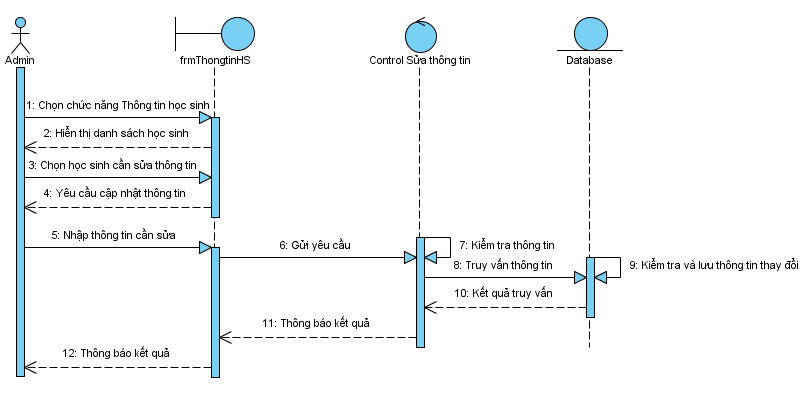 Admin
frmThongtinHS
Control Sửa thông tin
Database
1: Chọn chức năng Thông tin học sinh
2: Hiển thị danh sách học sinh
3: Chọn học sinh cần sửa thông tin
4: Yêu cầu cập nhật thông tin
5: Nhập thông tin cần sửa
6: Gửi yêu cầu
7: Kiểm tra thông tin
8: Truy vấn thông tin
9: Kiểm tra và lưu thông tin thay đổi
10: Kết quả truy vấn
11: Thông báo kết quả
12: Thông báo kết quả